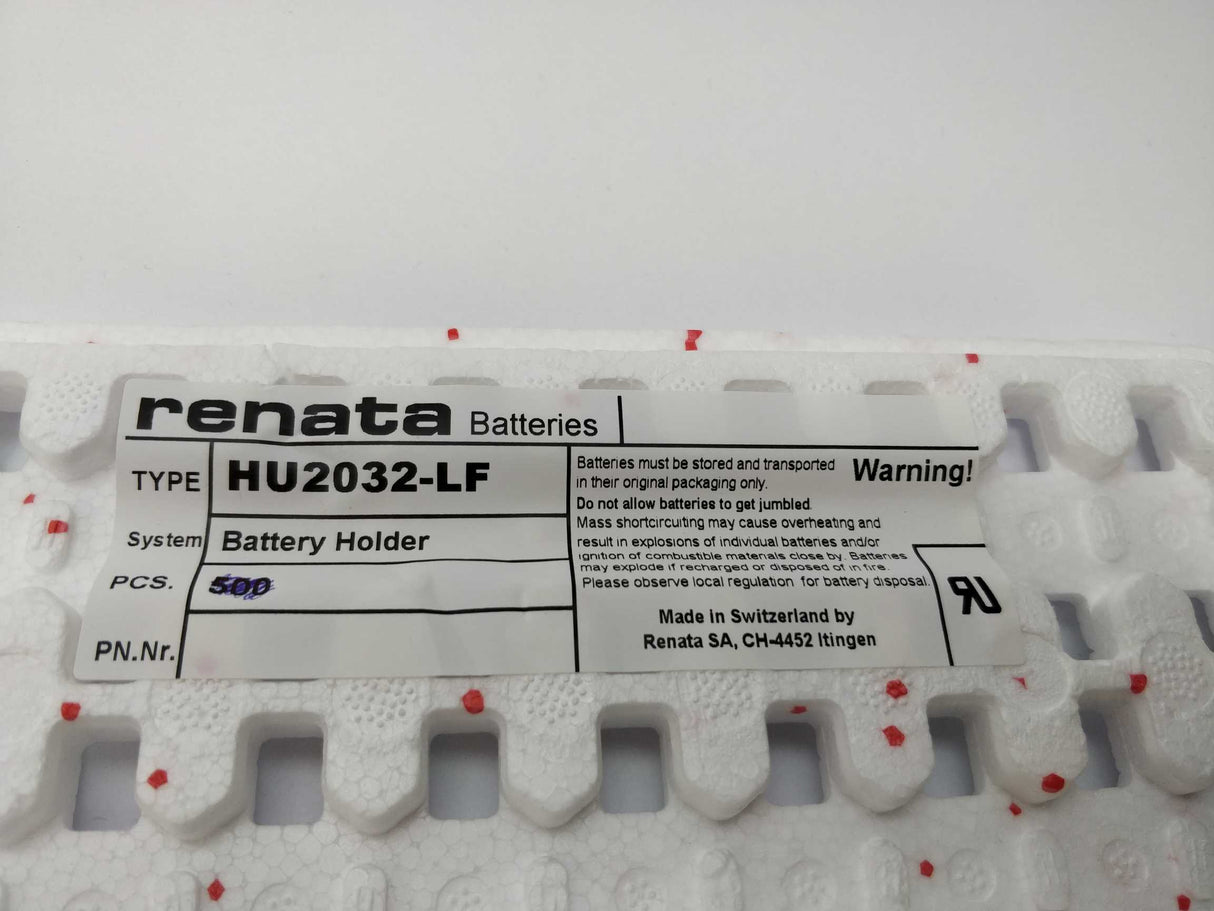 renata Batteries
TYPE HU2032-LF
System Battery Holder
PCS. 500
PN.Nr.
Batteries must be stored and transported
in their original packaging only.
Warning!
Do not allow batteries to get jumbled.
Mass shortcircuiting may cause overheating and
result in explosions of individual batteries and/or
ignition of combustible materials close by. Batteries
may explode if recharged or disposed of in fire.
Please observe local regulation for battery disposal.
Made in Switzerland by
Renata SA, CH-4452 Itingen